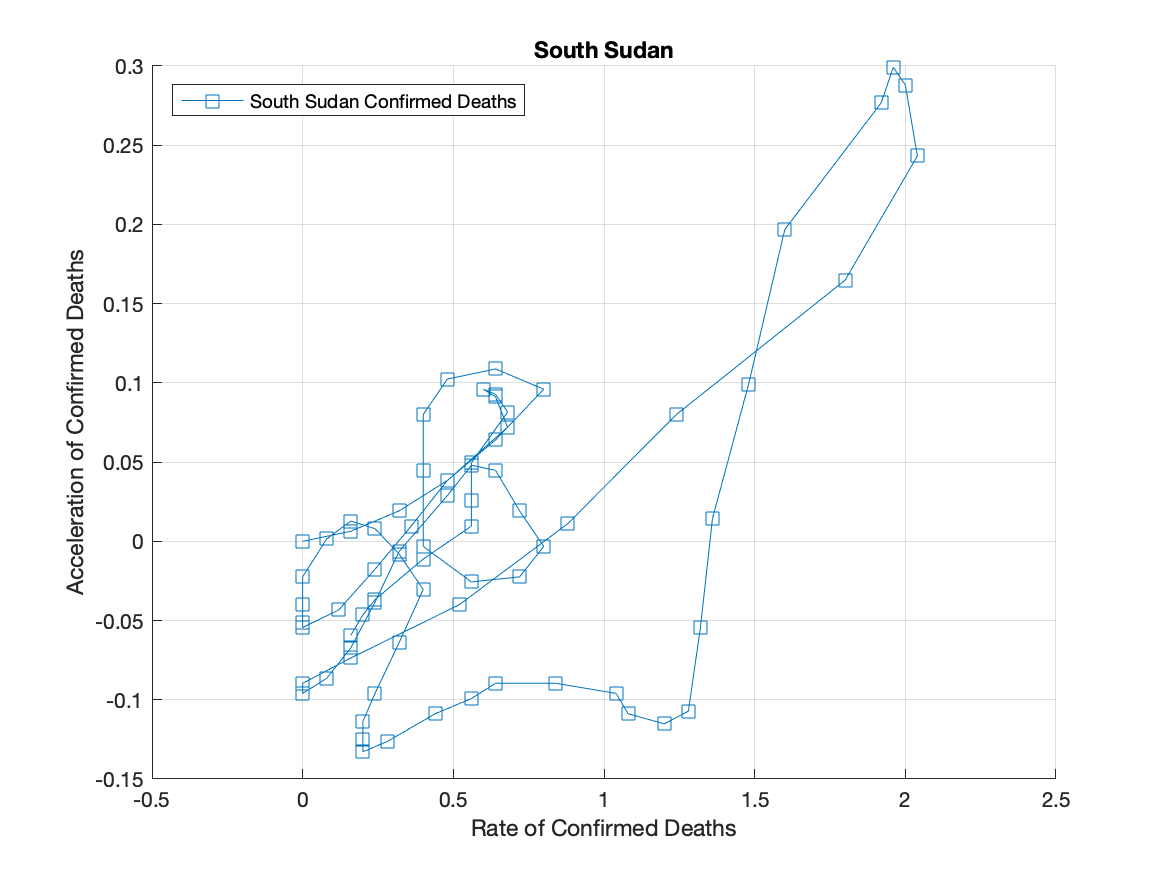 South Sudan
South Sudan Confirmed Deaths
0.3
0.25
0.2
0.15
0.1
0.05
0
-0.05
-0.1
-0.15
-0.5 0 0.5 1 1.5 2 2.5
Rate of Confirmed Deaths
Acceleration of Confirmed Deaths